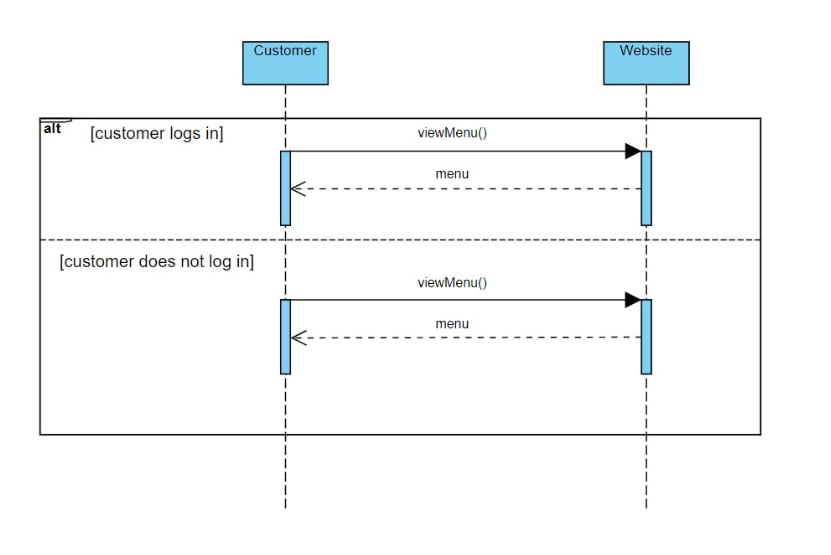 Customer
Website
alt
[customer logs in]
viewMenu()
menu
[customer does not log in]
viewMenu()
menu